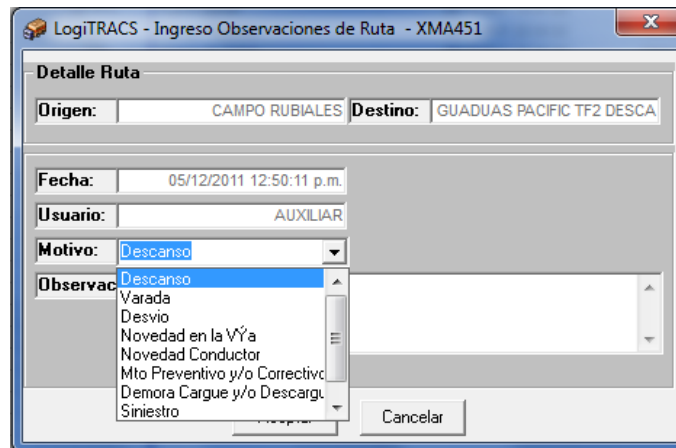 LogiTRACS - Ingreso Observaciones de Ruta - XMA451
Detalle Ruta
Origen: CAMPO RUBIALES Destino: GUADUAS PACIFIC TF2 DESCA
Fecha: 05/12/2011 12:50:11 p.m.
Usuario: AUXILIAR
Motivo: Descanso
Observac
Descanso
Varada
Desvio
Novedad en la VÝa
Novedad Conductor
Mto Preventivo y/o Correctivo
Demora Cargue y/o Descargu
Siniestro
Cancelar